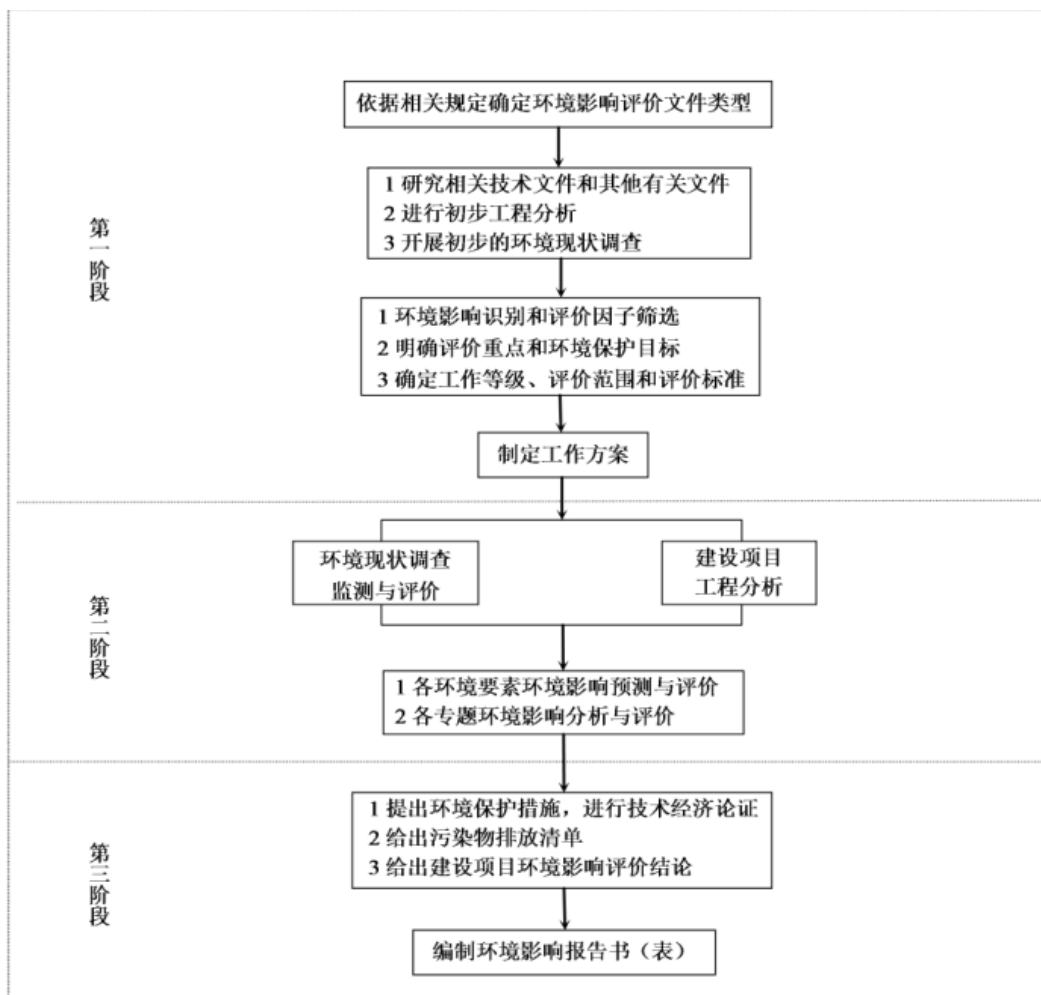 依据相关规定确定环境影响评价文件类型
1 研究相关技术文件和其他有关文件
2 进行初步工程分析
3 开展初步的环境现状调查
第一阶段
1 环境影响识别和评价因子筛选
2 明确评价重点和环境保护目标
3 确定工作等级、评价范围和评价标准
制定工作方案
环境现状调查
监测与评价
建设项目
工程分析
第二阶段
1 各环境要素环境影响预测与评价
2 各专题环境影响分析与评价
1 提出环境保护措施，进行技术经济论证
2 给出污染物排放清单
3 给出建设项目环境影响评价结论
第三阶段
编制环境影响报告书（表）